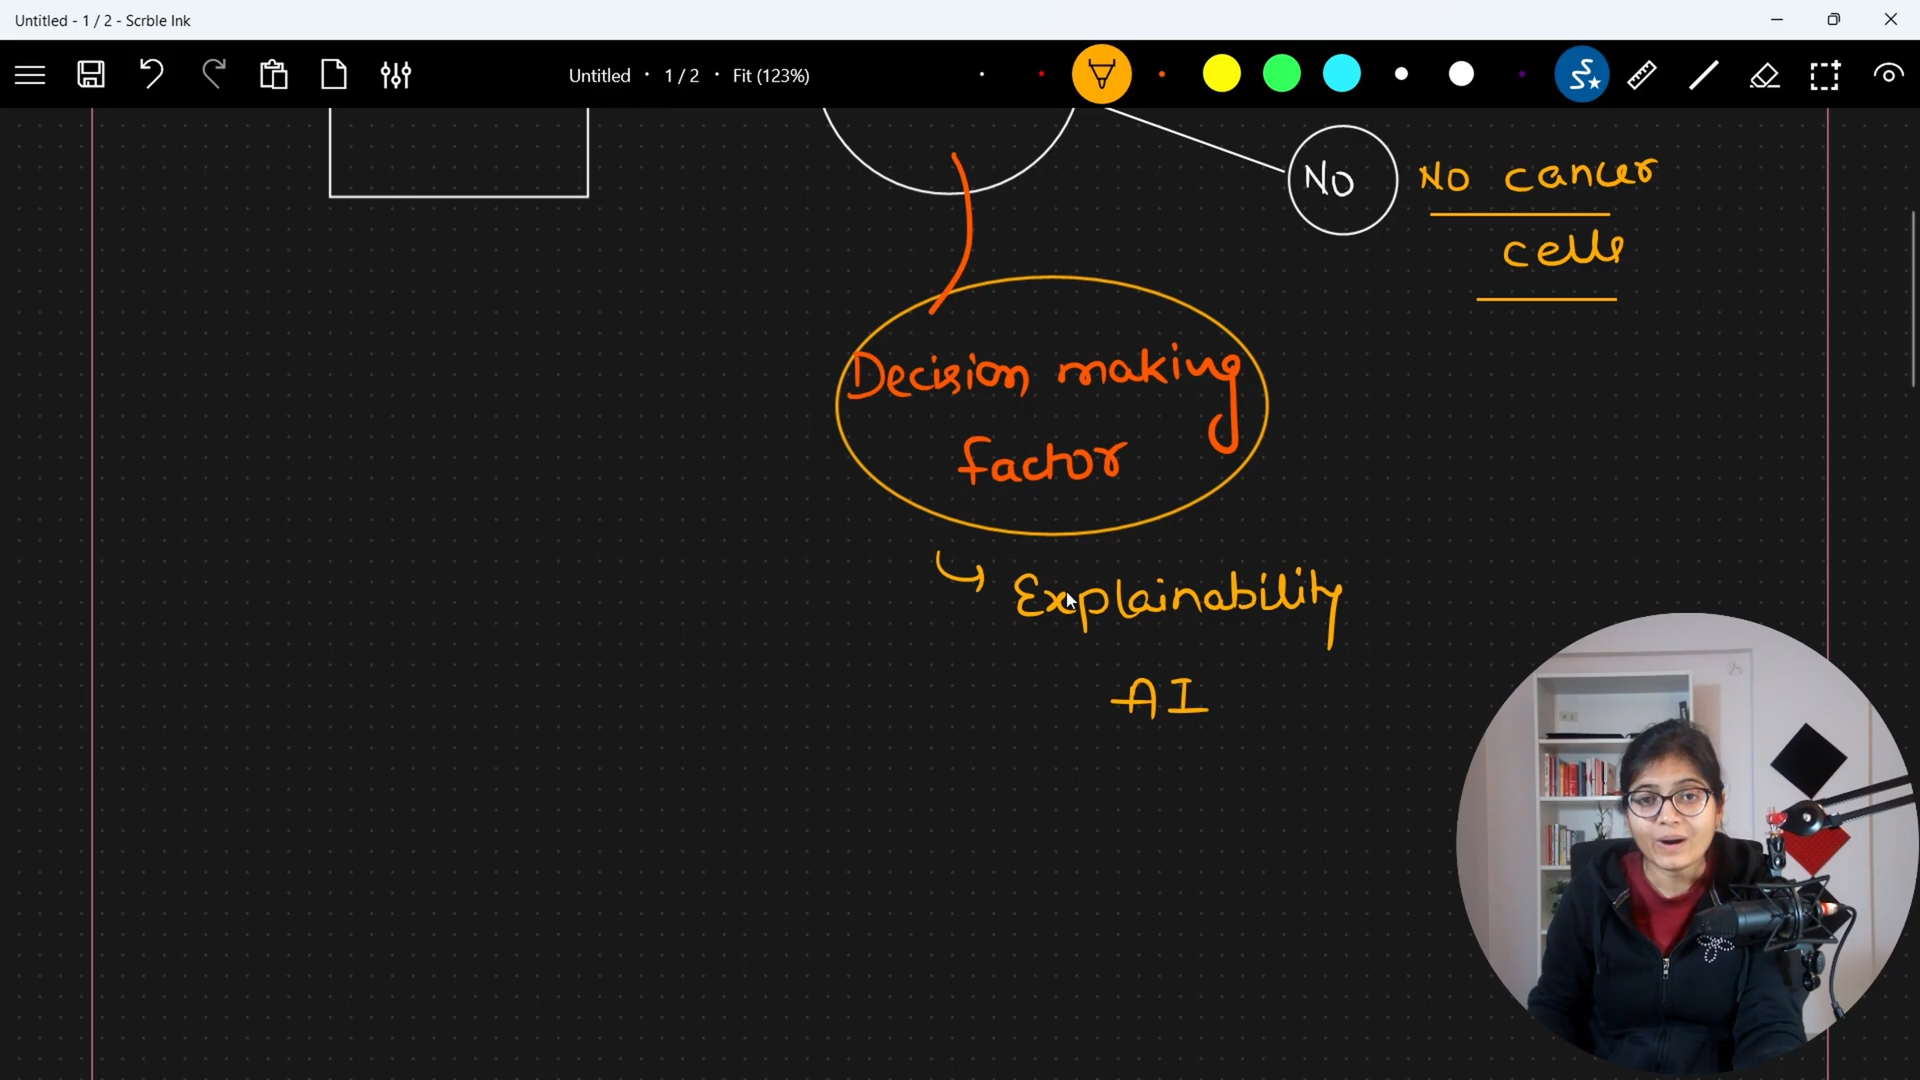 Untitled - 1 / 2 - Scrble Ink
Untitled • 1 / 2 • Fit (123%)
No
No cancer
cells
Decision making
factor
Explainability
AI